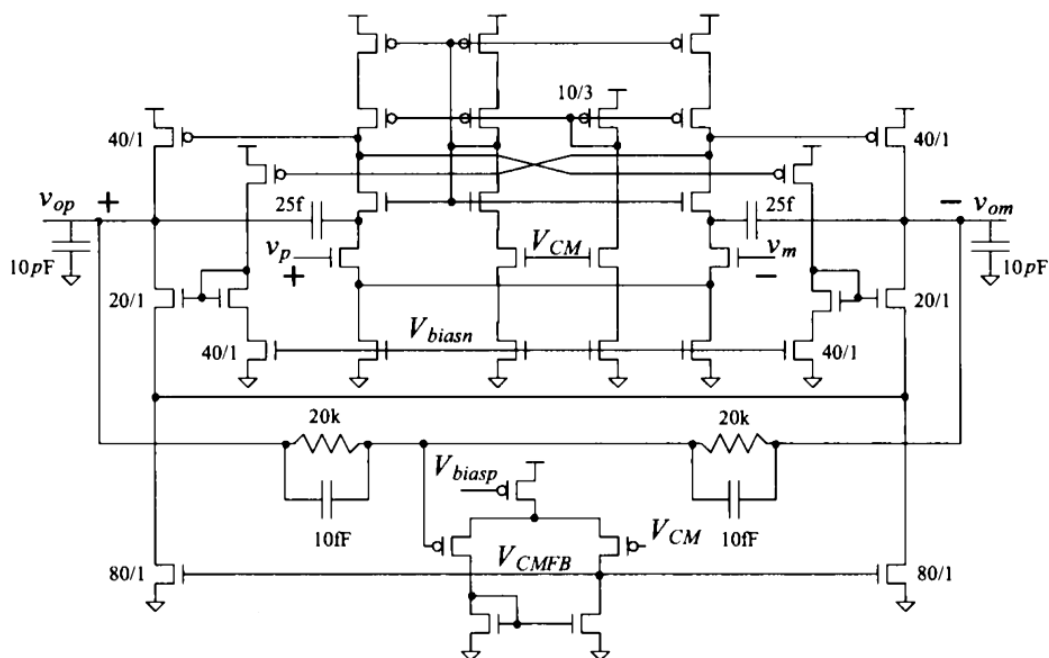 10/3
40/1
40/1
v_op
+
25f
25f
−
v_om
v_p
+
V_CM
v_m
−
10pF
10pF
20/1
20/1
40/1
V_biasn
40/1
20k
20k
V_biasp
10fF
V_CM
10fF
V_CMFB
80/1
80/1